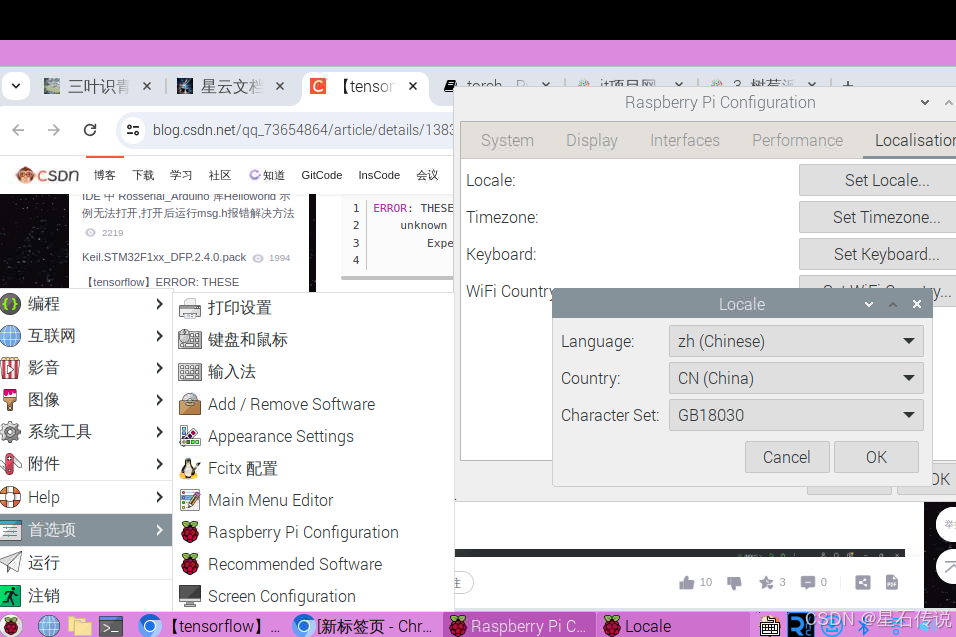 三叶识青
星云文档
【tensor
torch
it项目网
3. 树莓派
blog.csdn.net/qq_73654864/article/details/1383
CSDN 博客 下载 学习 社区 知道 GitCode InsCode 会议
IDE 中 Rosserial_Arduino 库Helloworld 示
例无法打开,打开后运行msg.h报错解决方法
2219
Keil.STM32F1xx_DFP.2.4.0.pack 1994
【tensorflow】ERROR: THESE
1 ERROR: THESE
2 unknown
3 Expe
4
Raspberry Pi Configuration
System Display Interfaces Performance Localisation
Locale: Set Locale...
Timezone: Set Timezone...
Keyboard: Set Keyboard...
WiFi Country
Locale
Language: zh (Chinese)
Country: CN (China)
Character Set: GB18030
Cancel OK
OK
编程
互联网
影音
图像
系统工具
附件
Help
首选项
运行
注销
打印设置
键盘和鼠标
输入法
Add / Remove Software
Appearance Settings
Fcitx 配置
Main Menu Editor
Raspberry Pi Configuration
Recommended Software
Screen Configuration
注
10 3 0
【tensorflow】... [新标签页 - Chr... Raspberry Pi C... Locale
CSDN @星石传说